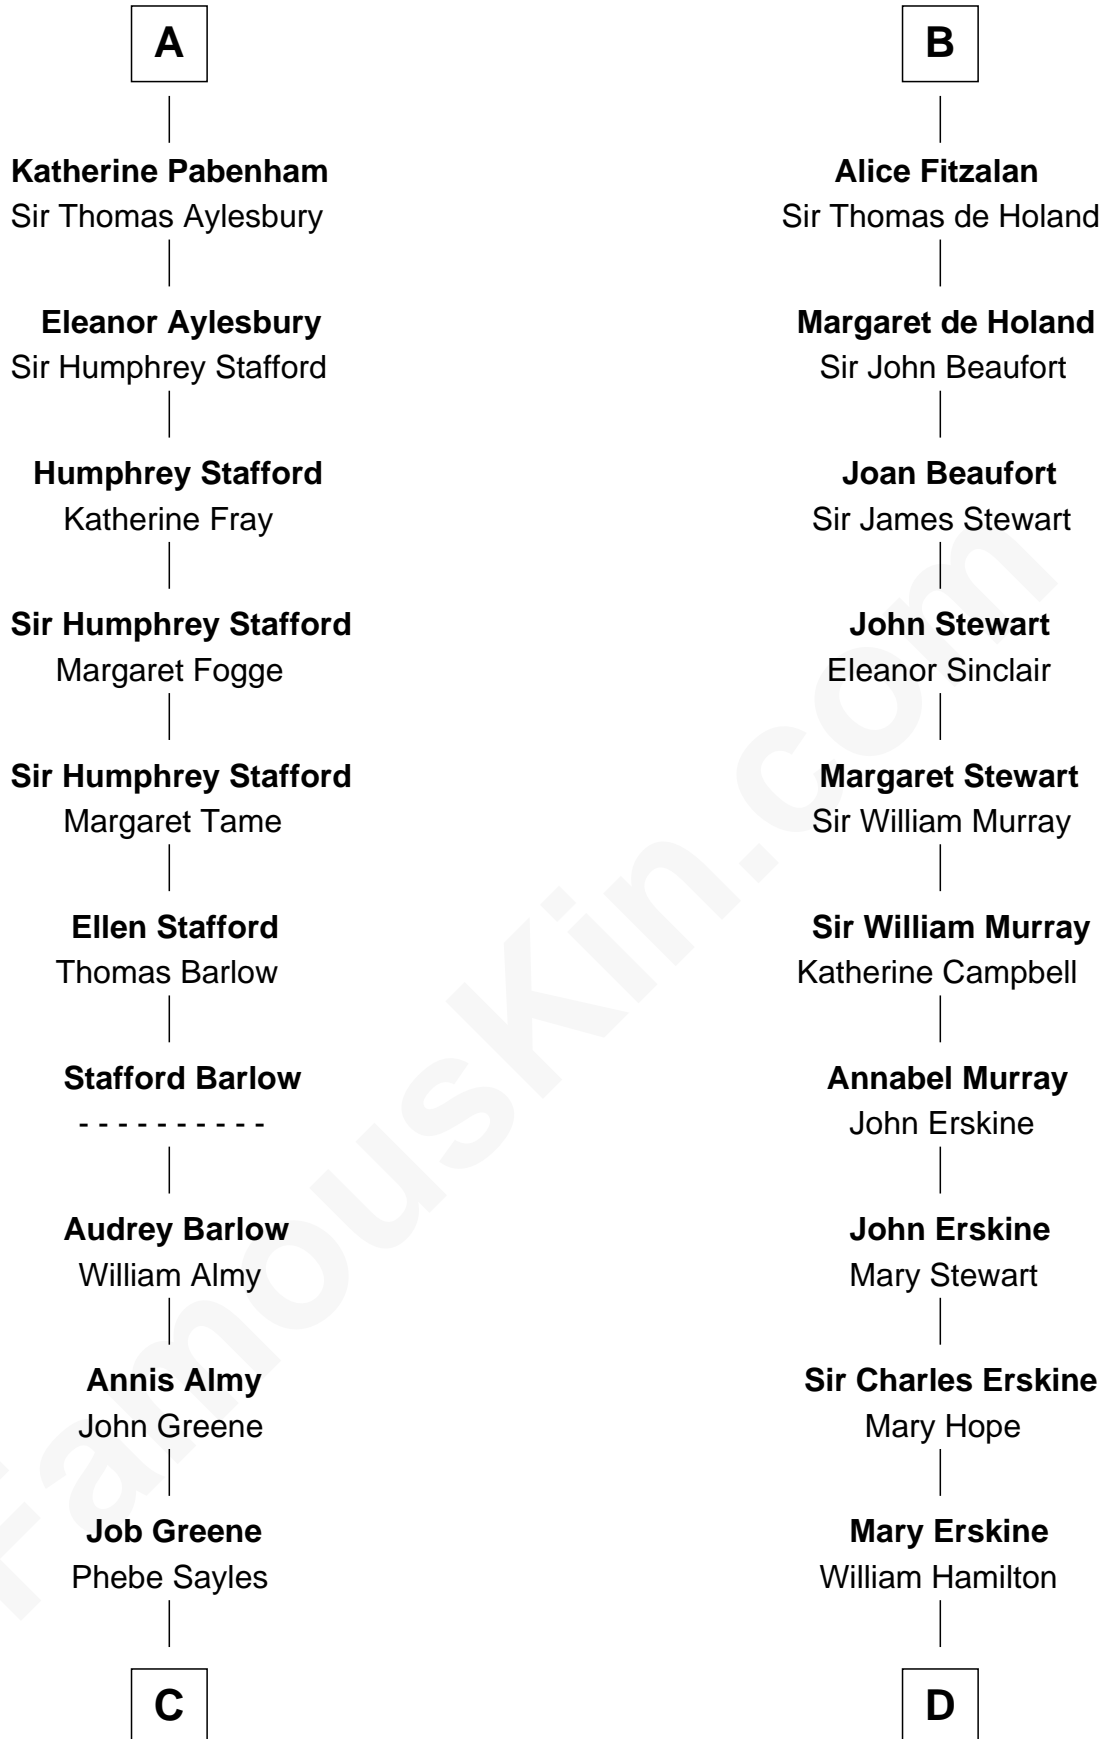 A
Katherine Pabenham
Sir Thomas Aylesbury
Eleanor Aylesbury
Sir Humphrey Stafford
Humphrey Stafford
Katherine Fray
Sir Humphrey Stafford
Margaret Fogge
Sir Humphrey Stafford
Margaret Tame
Ellen Stafford
Thomas Barlow
Stafford Barlow
- - - - - - - - - -
Audrey Barlow
William Almy
Annis Almy
John Greene
Job Greene
Phebe Sayles
C
B
Alice Fitzalan
Sir Thomas de Holand
Margaret de Holand
Sir John Beaufort
Joan Beaufort
Sir James Stewart
John Stewart
Eleanor Sinclair
Margaret Stewart
Sir William Murray
Sir William Murray
Katherine Campbell
Annabel Murray
John Erskine
John Erskine
Mary Stewart
Sir Charles Erskine
Mary Hope
Mary Erskine
William Hamilton
D
FamousKin.com